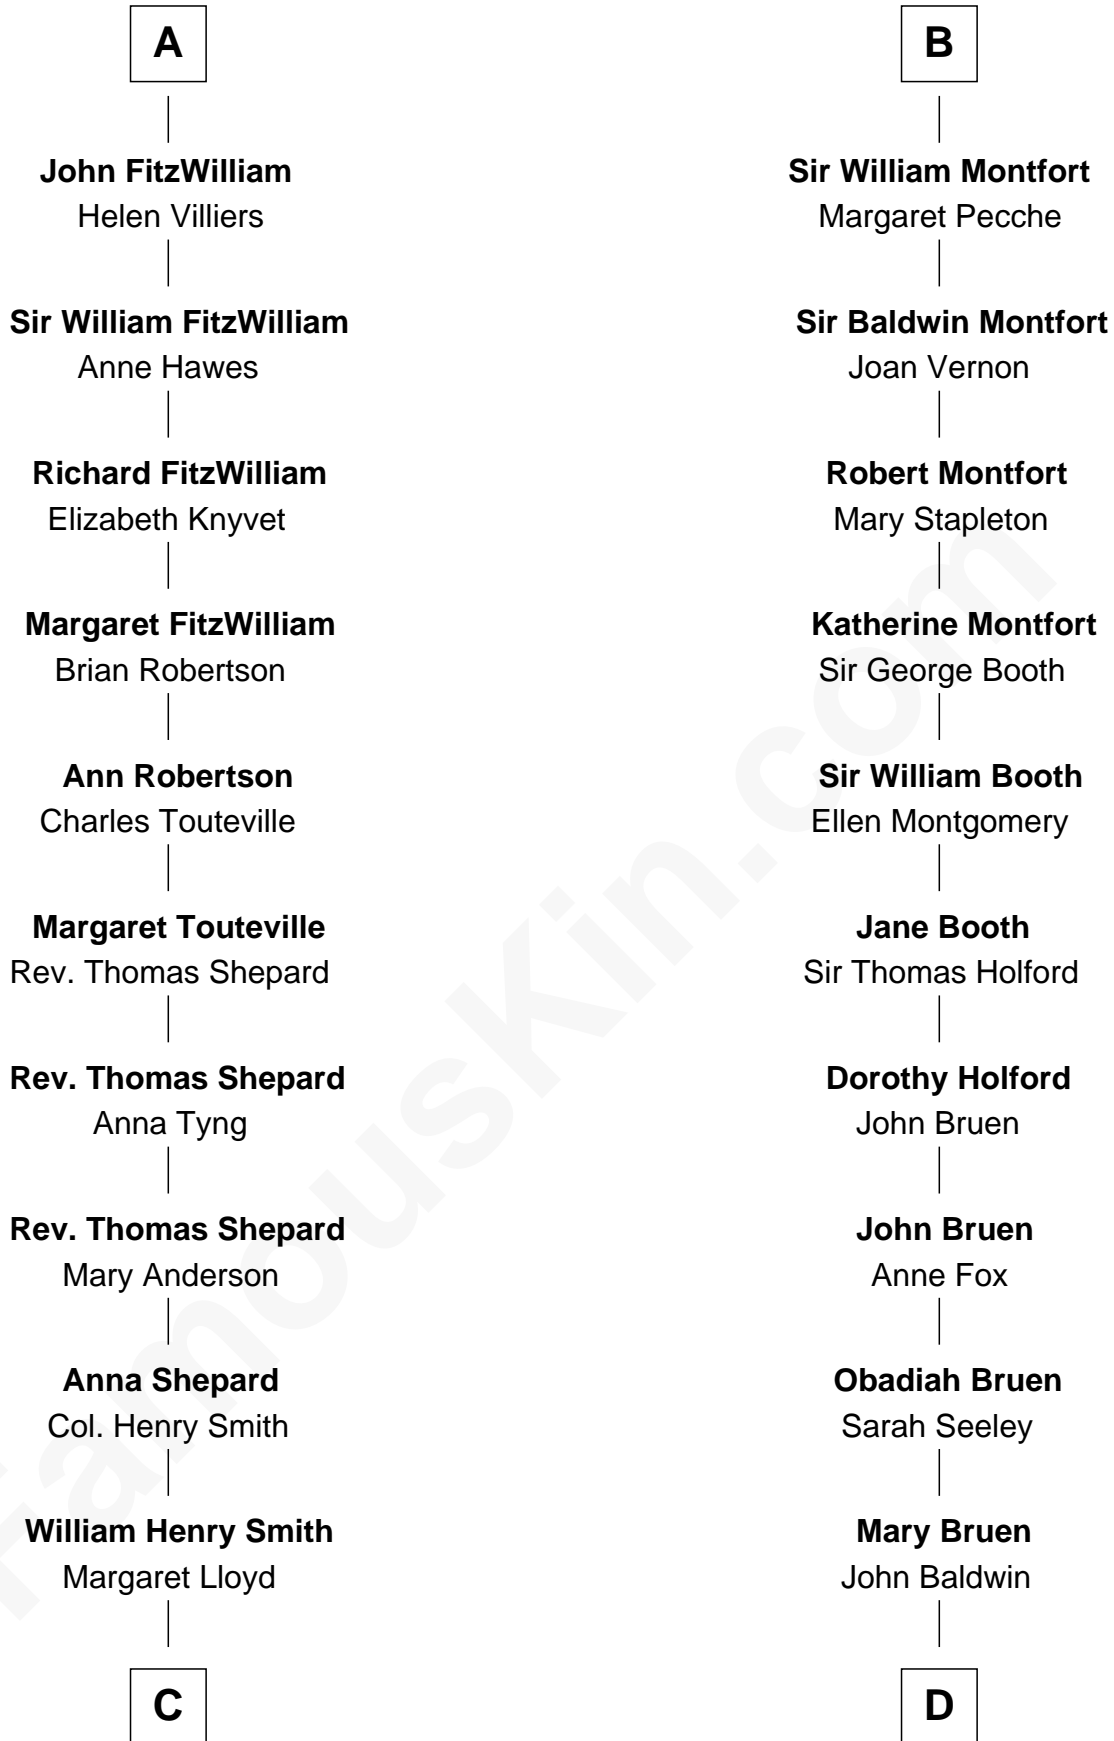 A
John FitzWilliam
Helen Villiers
Sir William FitzWilliam
Anne Hawes
Richard FitzWilliam
Elizabeth Knyvet
Margaret FitzWilliam
Brian Robertson
Ann Robertson
Charles Touteville
Margaret Touteville
Rev. Thomas Shepard
Rev. Thomas Shepard
Anna Tyng
Rev. Thomas Shepard
Mary Anderson
Anna Shepard
Col. Henry Smith
William Henry Smith
Margaret Lloyd
C
B
Sir William Montfort
Margaret Pecche
Sir Baldwin Montfort
Joan Vernon
Robert Montfort
Mary Stapleton
Katherine Montfort
Sir George Booth
Sir William Booth
Ellen Montgomery
Jane Booth
Sir Thomas Holford
Dorothy Holford
John Bruen
John Bruen
Anne Fox
Obadiah Bruen
Sarah Seeley
Mary Bruen
John Baldwin
D
FamousKin.com